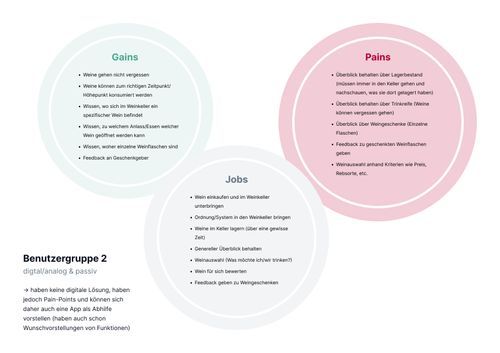 Gains
• Weine gehen nicht vergessen
• Weine können zum richtigen Zeitpunkt/
Höhepunkt konsumiert werden
• Wissen, wo sich im Weinkeller ein
spezifischer Wein befindet
• Wissen, zu welchem Anlass/Essen welcher
Wein geöffnet werden kann
• Wissen, woher einzelne Weinflaschen sind
• Feedback an Geschenkgeber
Pains
• Überblick behalten über Lagerbestand
(müssen immer in den Keller gehen und
nachschauen, was sie dort gelagert haben)
• Überblick behalten über Trinkreife (Weine
können vergessen gehen)
• Überblick über Weingeschenke (Einzelne
Flaschen)
• Feedback zu geschenkten Weinflaschen
geben
• Weinauswahl anhand Kriterien wie Preis,
Rebsorte, etc.
Jobs
• Wein einkaufen und im Weinkeller
unterbringen
• Ordnung/System in den Weinkeller bringen
• Weine im Keller lagern (über eine gewisse
Zeit)
• Genereller Überblick behalten
• Weinauswahl (Was möchte ich/wir trinken?)
• Wein für sich bewerten
• Feedback geben zu Weingeschenken
Benutzergruppe 2
digtal/analog & passiv
→ haben keine digitale Lösung, haben
jedoch Pain-Points und können sich
daher auch eine App als Abhilfe
vorstellen (haben auch schon
Wunschvorstellungen von Funktionen)